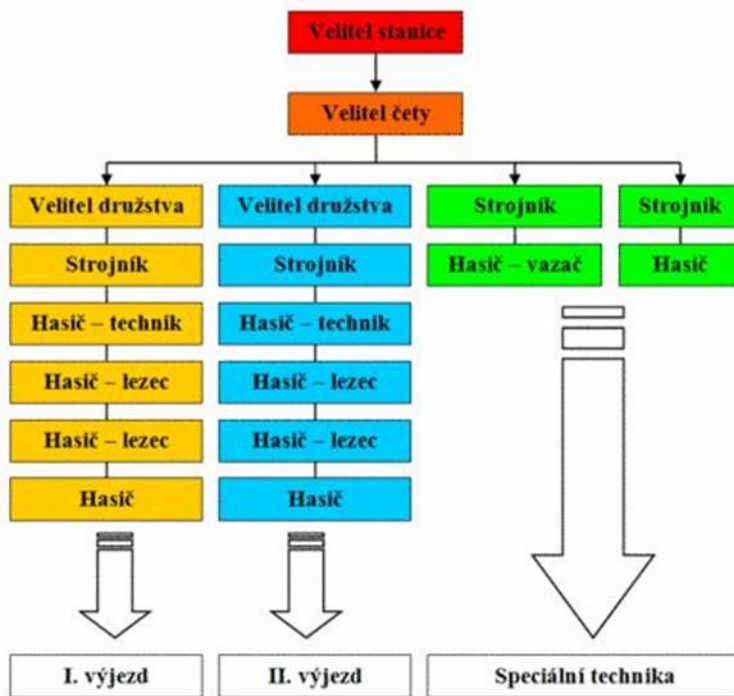 Velitel stanice
Velitel čety
Velitel družstva
Velitel družstva
Strojník
Strojník
Strojník
Strojník
Hasič – vazač
Hasič
Hasič – technik
Hasič – technik
Hasič – lezec
Hasič – lezec
Hasič – lezec
Hasič – lezec
Hasič
Hasič
I. výjezd
II. výjezd
Speciální technika